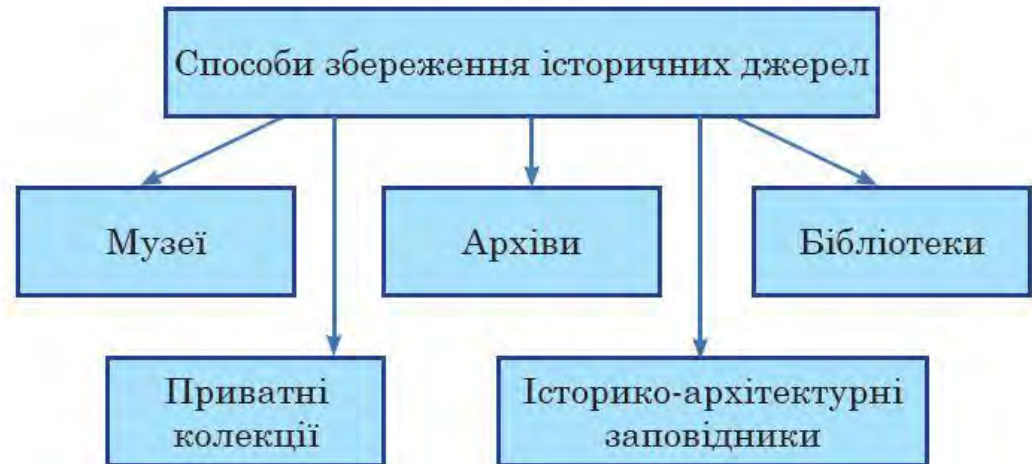 Способи збереження історичних джерел
Музеї
Архіви
Бібліотеки
Приватні
колекції
Історико-архітектурні
заповідники